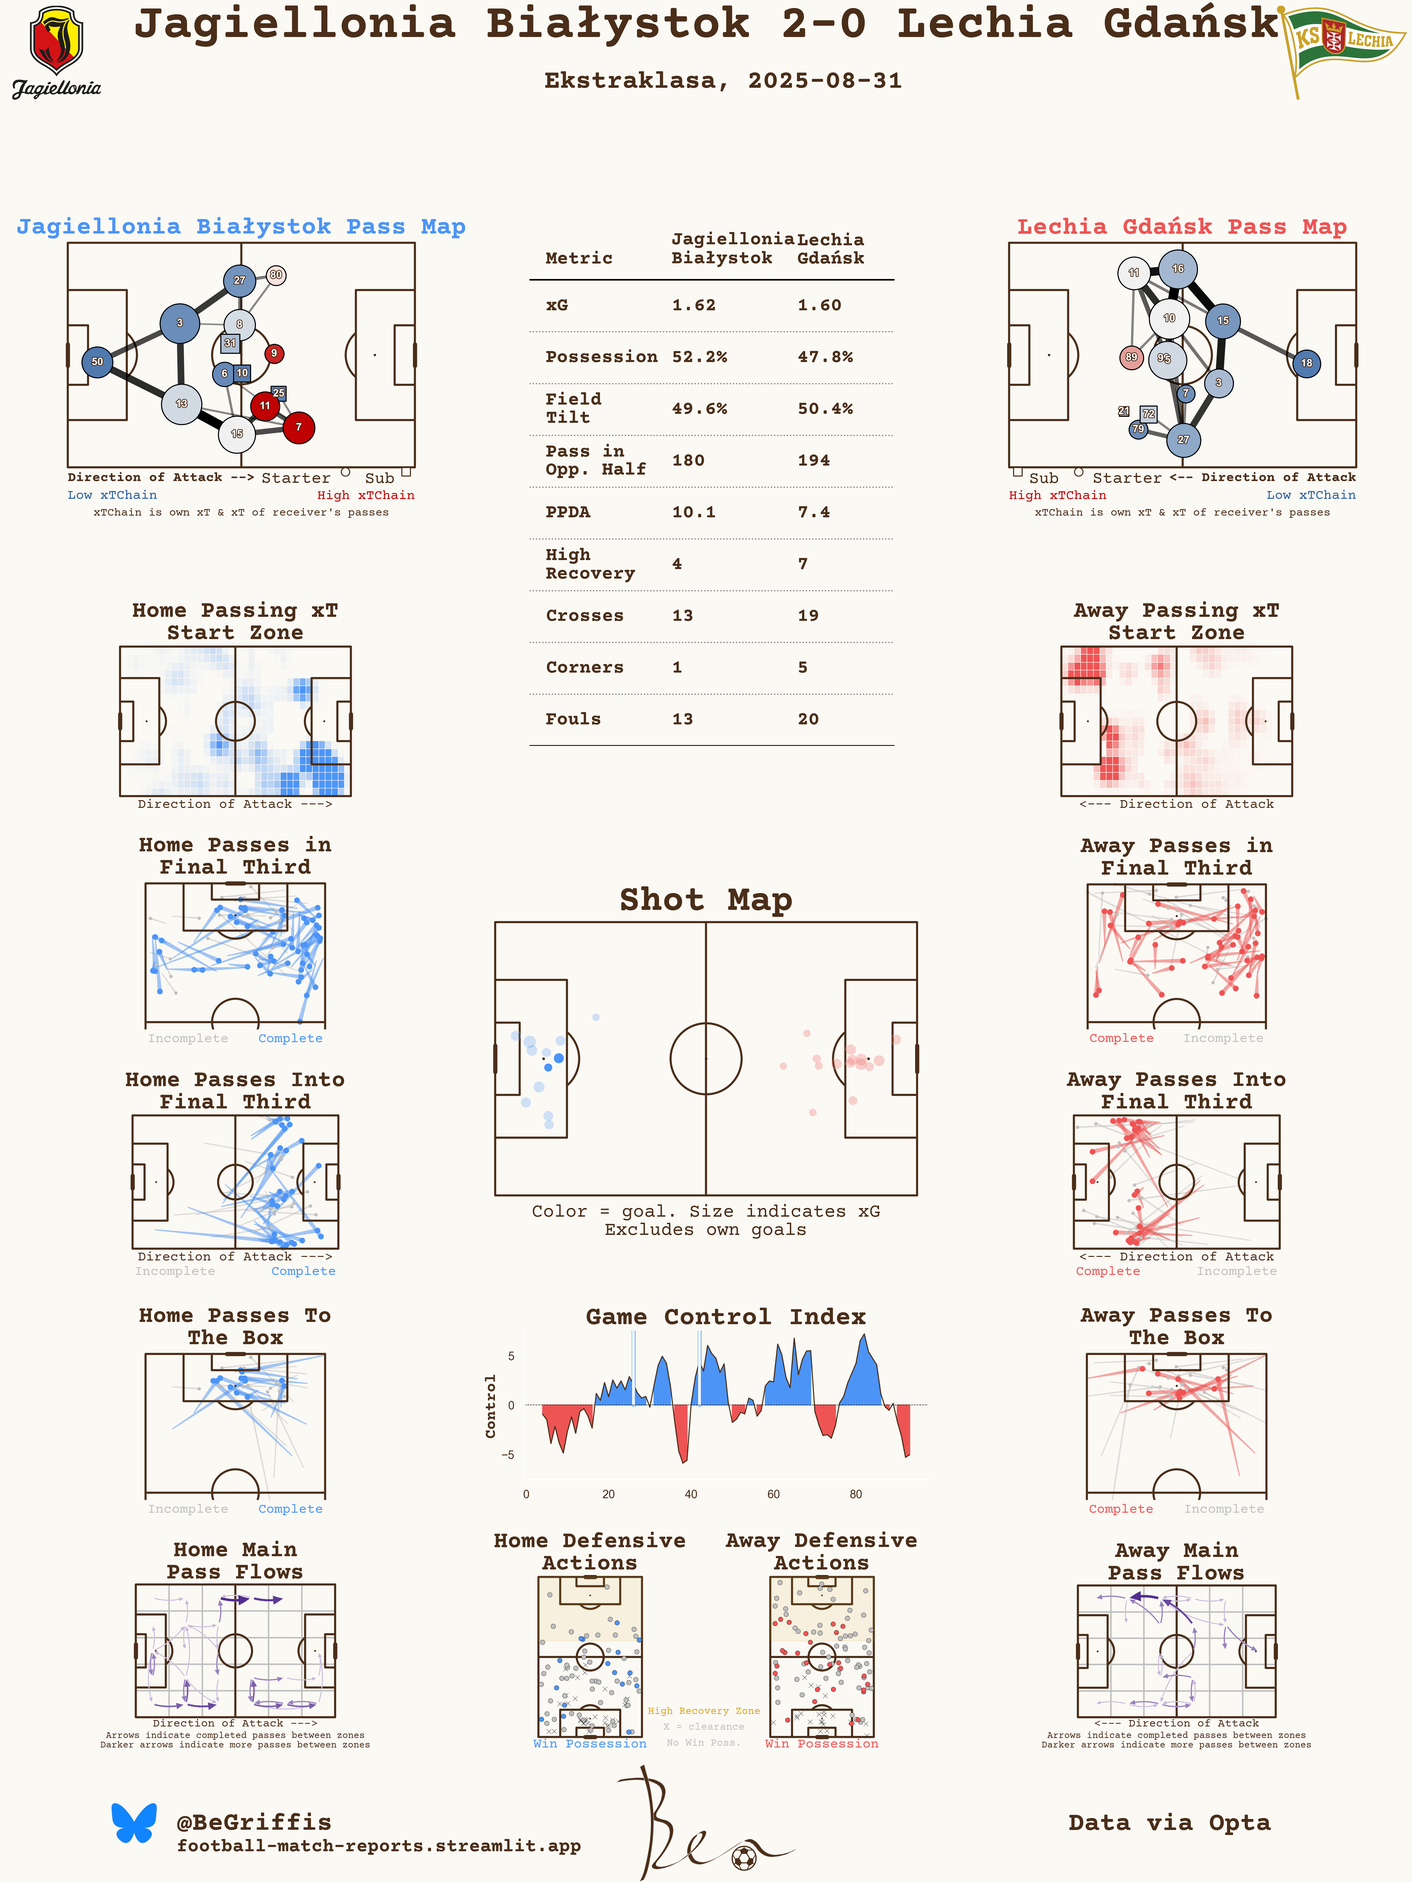 Jagiellonia Białystok 2-0 Lechia Gdańsk
Jagiellonia
KS LECHIA
Ekstraklasa, 2025-08-31
Jagiellonia Białystok Pass Map
27
80
3
8
31
9
50
6
10
25
13
11
7
15
Direction of Attack --> Starter Sub
Low xTChain High xTChain
xTChain is own xT & xT of receiver's passes
Metric Jagiellonia Białystok Lechia Gdańsk
xG 1.62 1.60
Possession 52.2% 47.8%
Field Tilt 49.6% 50.4%
Pass in Opp. Half 180 194
PPDA 10.1 7.4
High Recovery 4 7
Crosses 13 19
Corners 1 5
Fouls 13 20
Lechia Gdańsk Pass Map
11
16
10
15
89
5
18
3
7
21
72
79
27
Sub Starter <-- Direction of Attack
High xTChain Low xTChain
xTChain is own xT & xT of receiver's passes
Home Passing xT
Start Zone
Direction of Attack --->
Away Passing xT
Start Zone
<--- Direction of Attack
Home Passes in
Final Third
Incomplete Complete
Away Passes in
Final Third
Complete Incomplete
Shot Map
Color = goal. Size indicates xG
Excludes own goals
Home Passes Into
Final Third
Direction of Attack --->
Incomplete Complete
Away Passes Into
Final Third
<--- Direction of Attack
Complete Incomplete
Home Passes To
The Box
Incomplete Complete
Game Control Index
Control
5
0
−5
0 20 40 60 80
Away Passes To
The Box
Complete Incomplete
Home Main
Pass Flows
Direction of Attack --->
Arrows indicate completed passes between zones
Darker arrows indicate more passes between zones
Home Defensive
Actions
Win Possession
Away Defensive
Actions
Win Possession
High Recovery Zone
X = clearance
No Win Poss.
Away Main
Pass Flows
<--- Direction of Attack
Arrows indicate completed passes between zones
Darker arrows indicate more passes between zones
@BeGriffis
football-match-reports.streamlit.app
Ben
Data via Opta